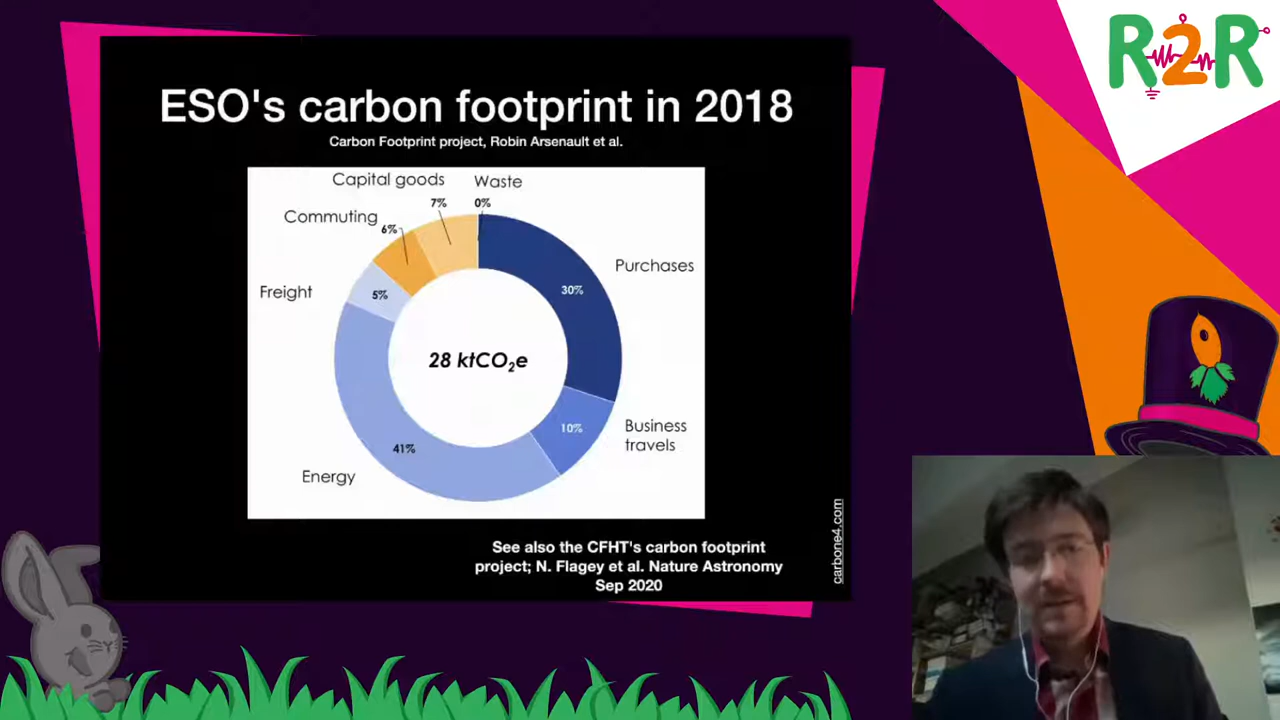 R2R
ESO's carbon footprint in 2018
Carbon Footprint project, Robin Arsenault et al.
Capital goods
Waste
7%
0%
Commuting
6%
Purchases
Freight
5%
30%
28 ktCO₂e
Business
travels
10%
41%
Energy
See also the CFHT's carbon footprint
project; N. Flagey et al. Nature Astronomy
Sep 2020
carbone4.com